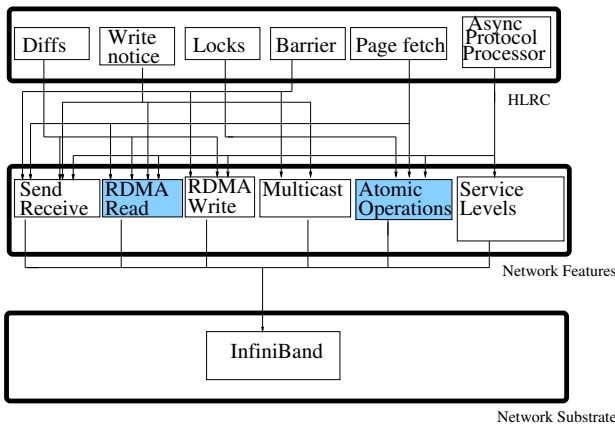 Diffs
Write
notice
Locks
Barrier
Page fetch
Async
Protocol
Processor
HLRC
Send
Receive
RDMA
Read
RDMA
Write
Multicast
Atomic
Operations
Service
Levels
Network Features
InfiniBand
Network Substrate